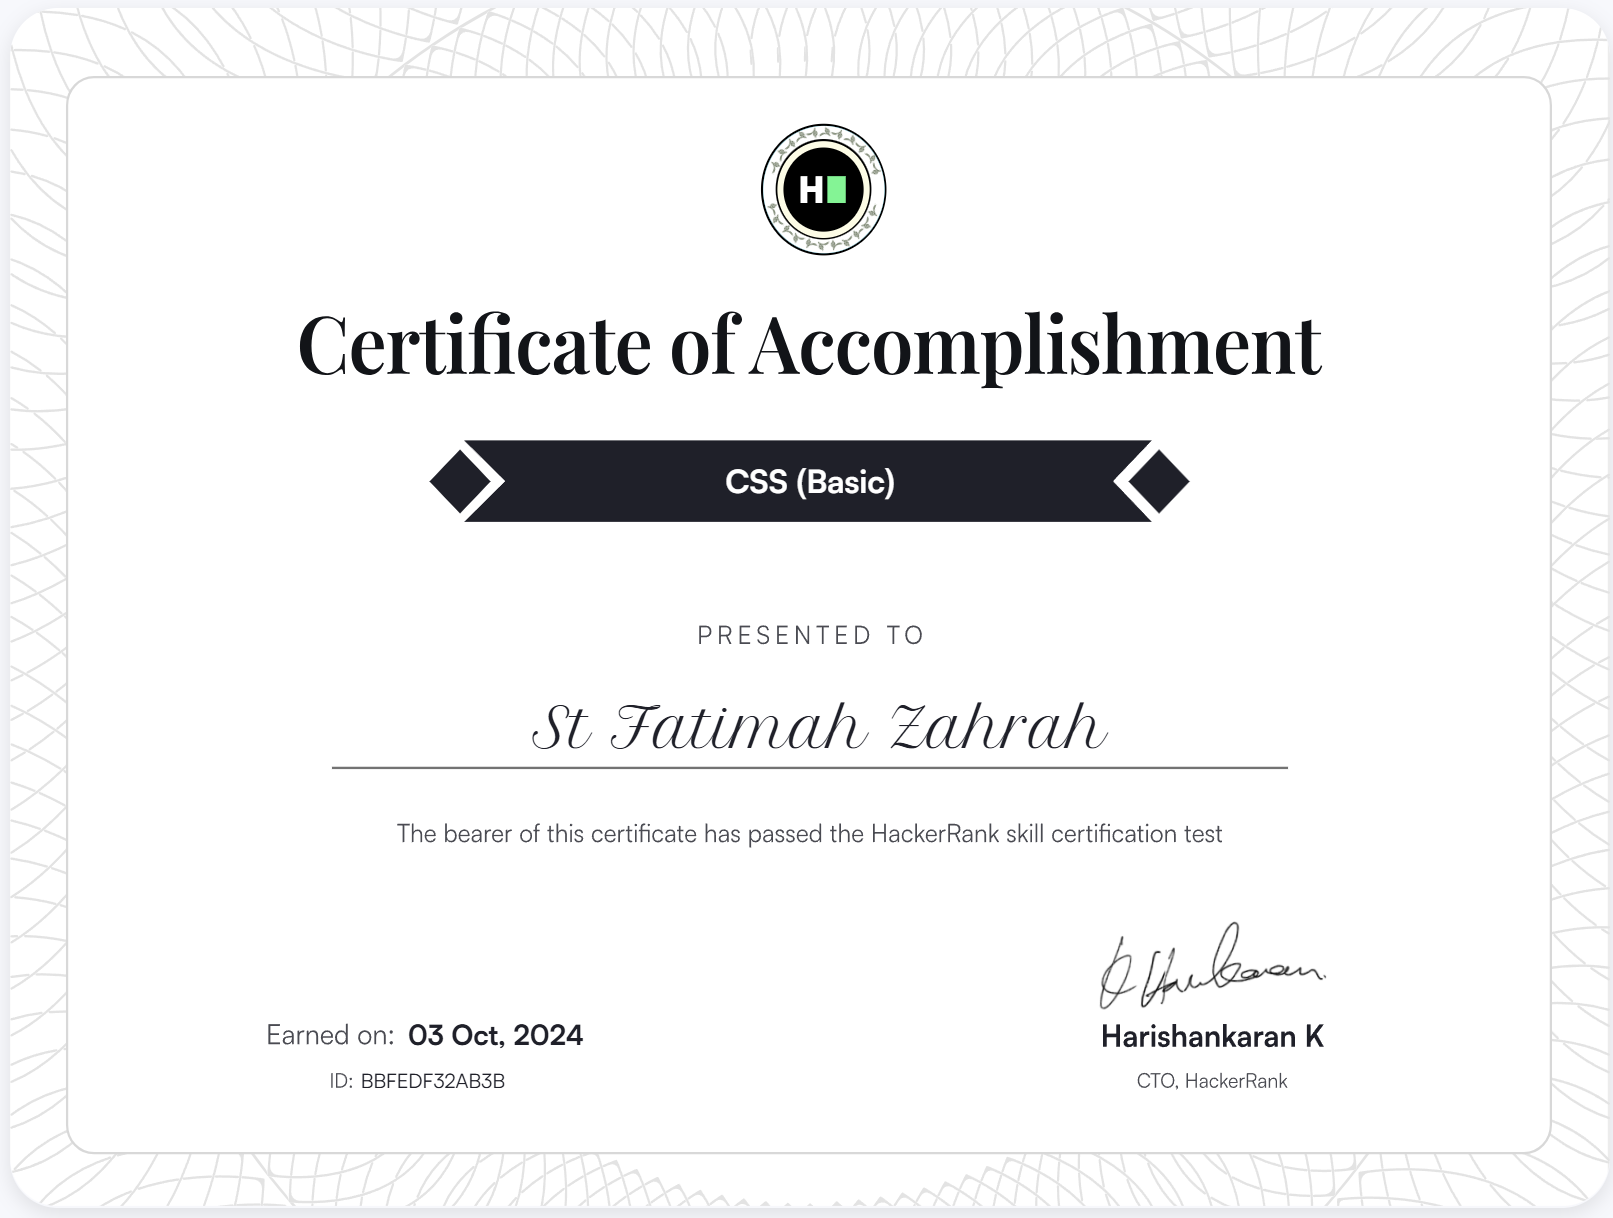 H
Certificate of Accomplishment
CSS (Basic)
PRESENTED TO
St Fatimah Zahrah
The bearer of this certificate has passed the HackerRank skill certification test
Earned on: 03 Oct, 2024
ID: BBFEDF32AB3B
Harishankaran K
CTO, HackerRank